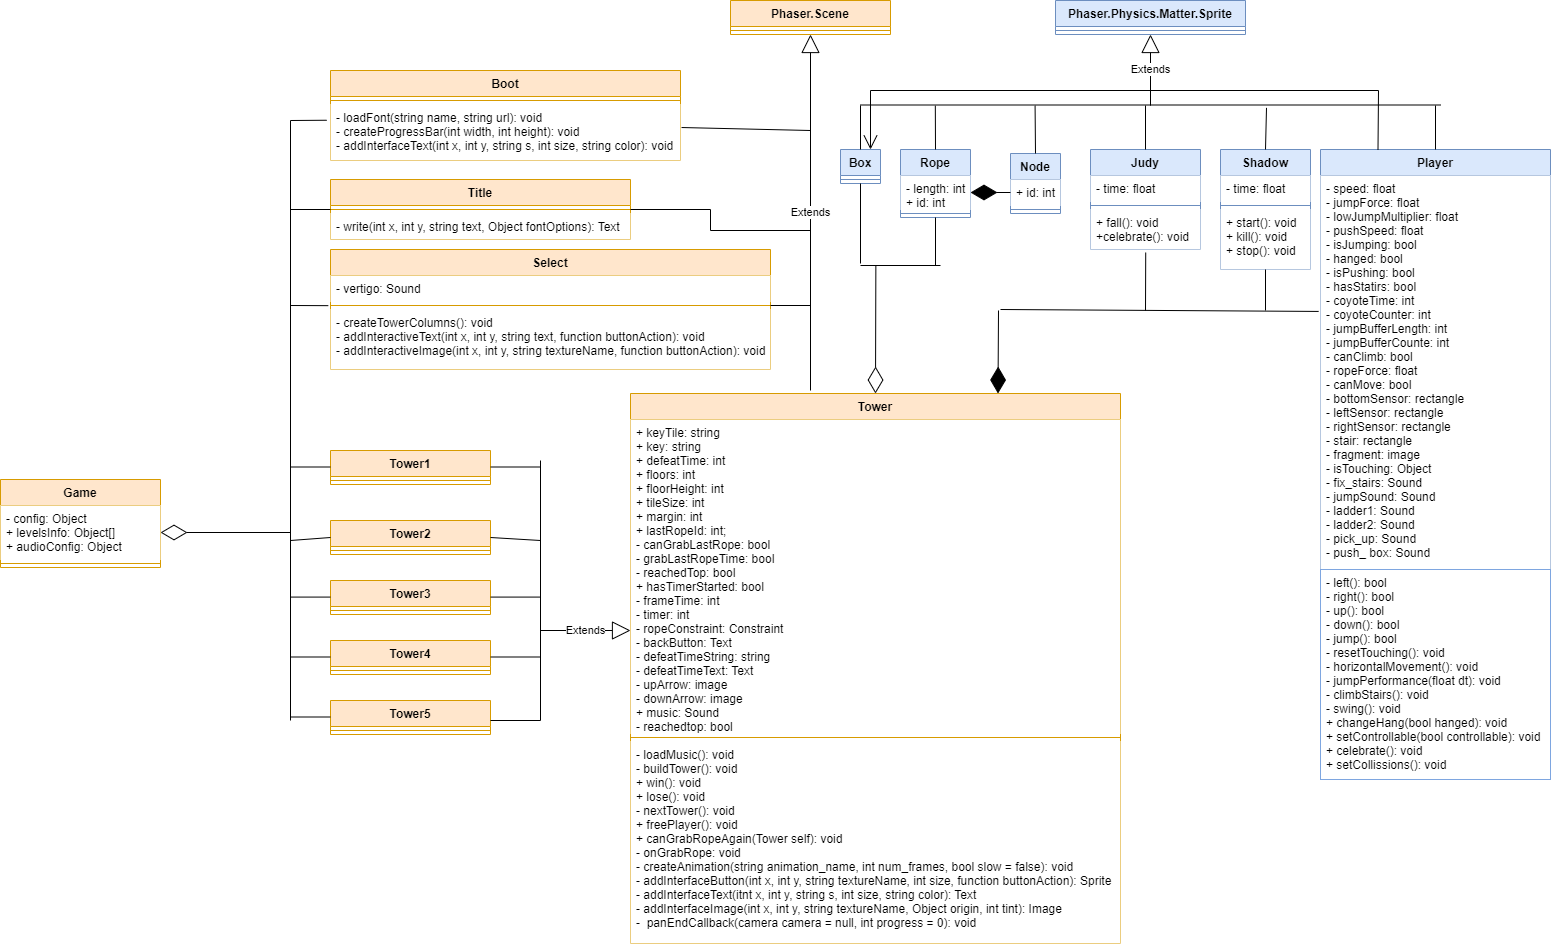 Phaser.Scene
Phaser.Physics.Matter.Sprite
Extends
Extends
Boot
- loadFont(string name, string url): void
- createProgressBar(int width, int height): void
- addInterfaceText(int x, int y, string s, int size, string color): void
Title
- write(int x, int y, string text, Object fontOptions): Text
Select
- vertigo: Sound
- createTowerColumns(): void
- addInteractiveText(int x, int y, string text, function buttonAction): void
- addInteractiveImage(int x, int y, string textureName, function buttonAction): void
Box
Rope
- length: int
+ id: int
Node
+ id: int
Judy
- time: float
+ fall(): void
+celebrate(): void
Shadow
- time: float
+ start(): void
+ kill(): void
+ stop(): void
Player
- speed: float
- jumpForce: float
- lowJumpMultiplier: float
- pushSpeed: float
- isJumping: bool
- hanged: bool
- isPushing: bool
- hasStatirs: bool
- coyoteTime: int
- coyoteCounter: int
- jumpBufferLength: int
- jumpBufferCounte: int
- canClimb: bool
- ropeForce: float
- canMove: bool
- bottomSensor: rectangle
- leftSensor: rectangle
- rightSensor: rectangle
- stair: rectangle
- fragment: image
- isTouching: Object
- fix_stairs: Sound
- jumpSound: Sound
- ladder1: Sound
- ladder2: Sound
- pick_up: Sound
- push_ box: Sound
- left(): bool
- right(): bool
- up(): bool
- down(): bool
- jump(): bool
- resetTouching(): void
- horizontalMovement(): void
- jumpPerformance(float dt): void
- climbStairs(): void
- swing(): void
+ changeHang(bool hanged): void
+ setControllable(bool controllable): void
+ celebrate(): void
+ setCollissions(): void
Game
- config: Object
+ levelsInfo: Object[]
+ audioConfig: Object
Tower1
Tower2
Tower3
Tower4
Tower5
Extends
Tower
+ keyTile: string
+ key: string
+ defeatTime: int
+ floors: int
+ floorHeight: int
+ tileSize: int
+ margin: int
+ lastRopeId: int;
- canGrabLastRope: bool
- grabLastRopeTime: bool
- reachedTop: bool
+ hasTimerStarted: bool
- frameTime: int
- timer: int
- ropeConstraint: Constraint
- backButton: Text
- defeatTimeString: string
- defeatTimeText: Text
- upArrow: image
- downArrow: image
+ music: Sound
- reachedtop: bool
- loadMusic(): void
- buildTower(): void
+ win(): void
+ lose(): void
- nextTower(): void
+ freePlayer(): void
+ canGrabRopeAgain(Tower self): void
- onGrabRope: void
- createAnimation(string animation_name, int num_frames, bool slow = false): void
- addInterfaceButton(int x, int y, string textureName, int size, function buttonAction): Sprite
- addInterfaceText(itnt x, int y, string s, int size, string color): Text
- addInterfaceImage(int x, int y, string textureName, Object origin, int tint): Image
- panEndCallback(camera camera = null, int progress = 0): void
Extends